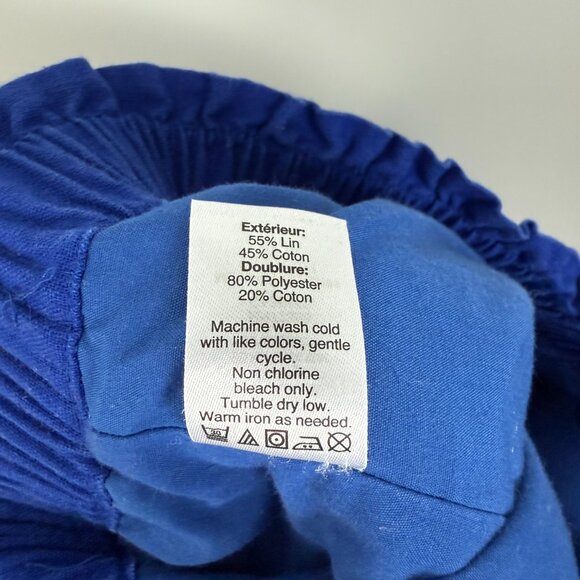 Extérieur:
55% Lin
45% Coton
Doublure:
80% Polyester
20% Coton
Machine wash cold
with like colors, gentle
cycle.
Non chlorine
bleach only.
Tumble dry low.
Warm iron as needed.
30